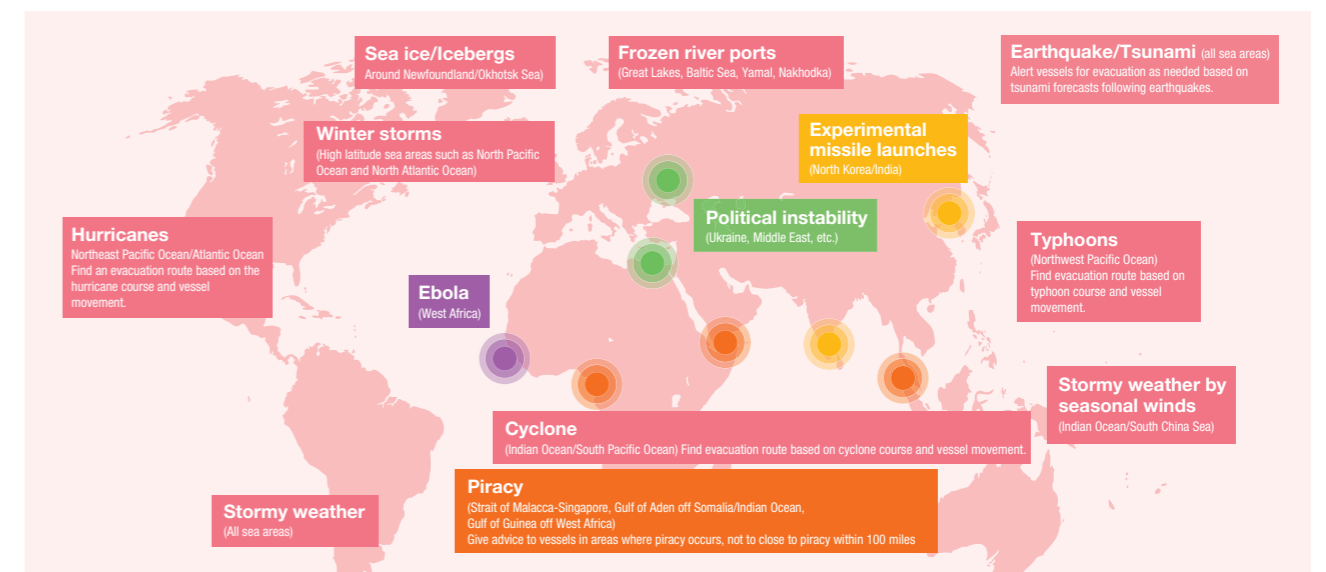 Sea ice/Icebergs
Around Newfoundland/Okhotsk Sea)
Frozen river ports
(Great Lakes, Baltic Sea, Yamal, Nakhodka)
Earthquake/Tsunami (all sea areas)
Alert vessels for evacuation as needed based on
tsunami forecasts following earthquakes.
Winter storms
(High latitude sea areas such as North Pacific
Ocean and North Atlantic Ocean)
Experimental
missile launches
(North Korea/India)
Political instability
(Ukraine, Middle East, etc.)
Hurricanes
Northeast Pacific Ocean/Atlantic Ocean
Find an evacuation route based on the
hurricane course and vessel
movement.
Typhoons
(Northwest Pacific Ocean)
Find evacuation route based on
typhoon course and vessel
movement.
Ebola
(West Africa)
Stormy weather by
seasonal winds
(Indian Ocean/South China Sea)
Cyclone
(Indian Ocean/South Pacific Ocean) Find evacuation route based on cyclone course and vessel movement.
Piracy
(Strait of Malacca-Singapore, Gulf of Aden off Somalia/Indian Ocean,
Gulf of Guinea off West Africa)
Give advice to vessels in areas where piracy occurs, not to close to piracy within 100 miles
Stormy weather
(All sea areas)